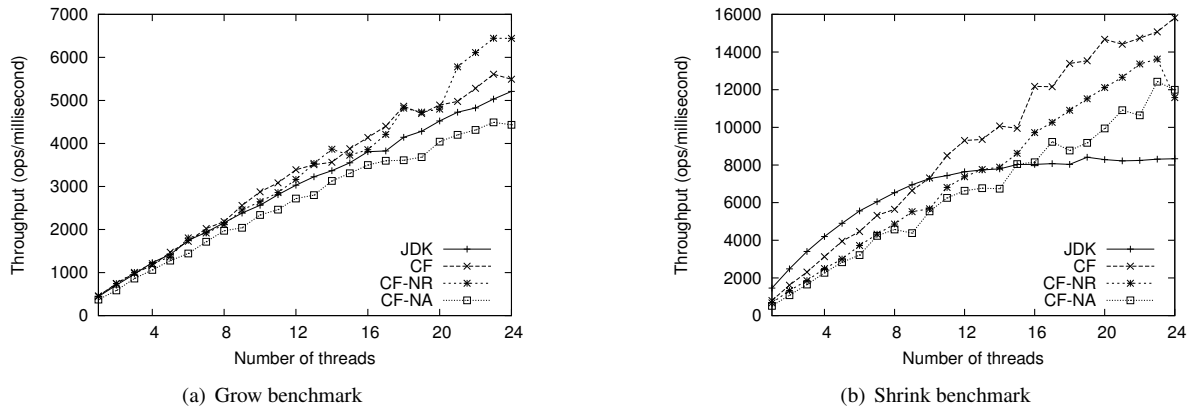 7000
6000
5000
4000
3000
2000
1000
0
Throughput (ops/millisecond)
JDK
CF
CF-NR
CF-NA
4 8 12 16 20 24
Number of threads
(a) Grow benchmark
16000
14000
12000
10000
8000
6000
4000
2000
0
Throughput (ops/millisecond)
JDK
CF
CF-NR
CF-NA
4 8 12 16 20 24
Number of threads
(b) Shrink benchmark